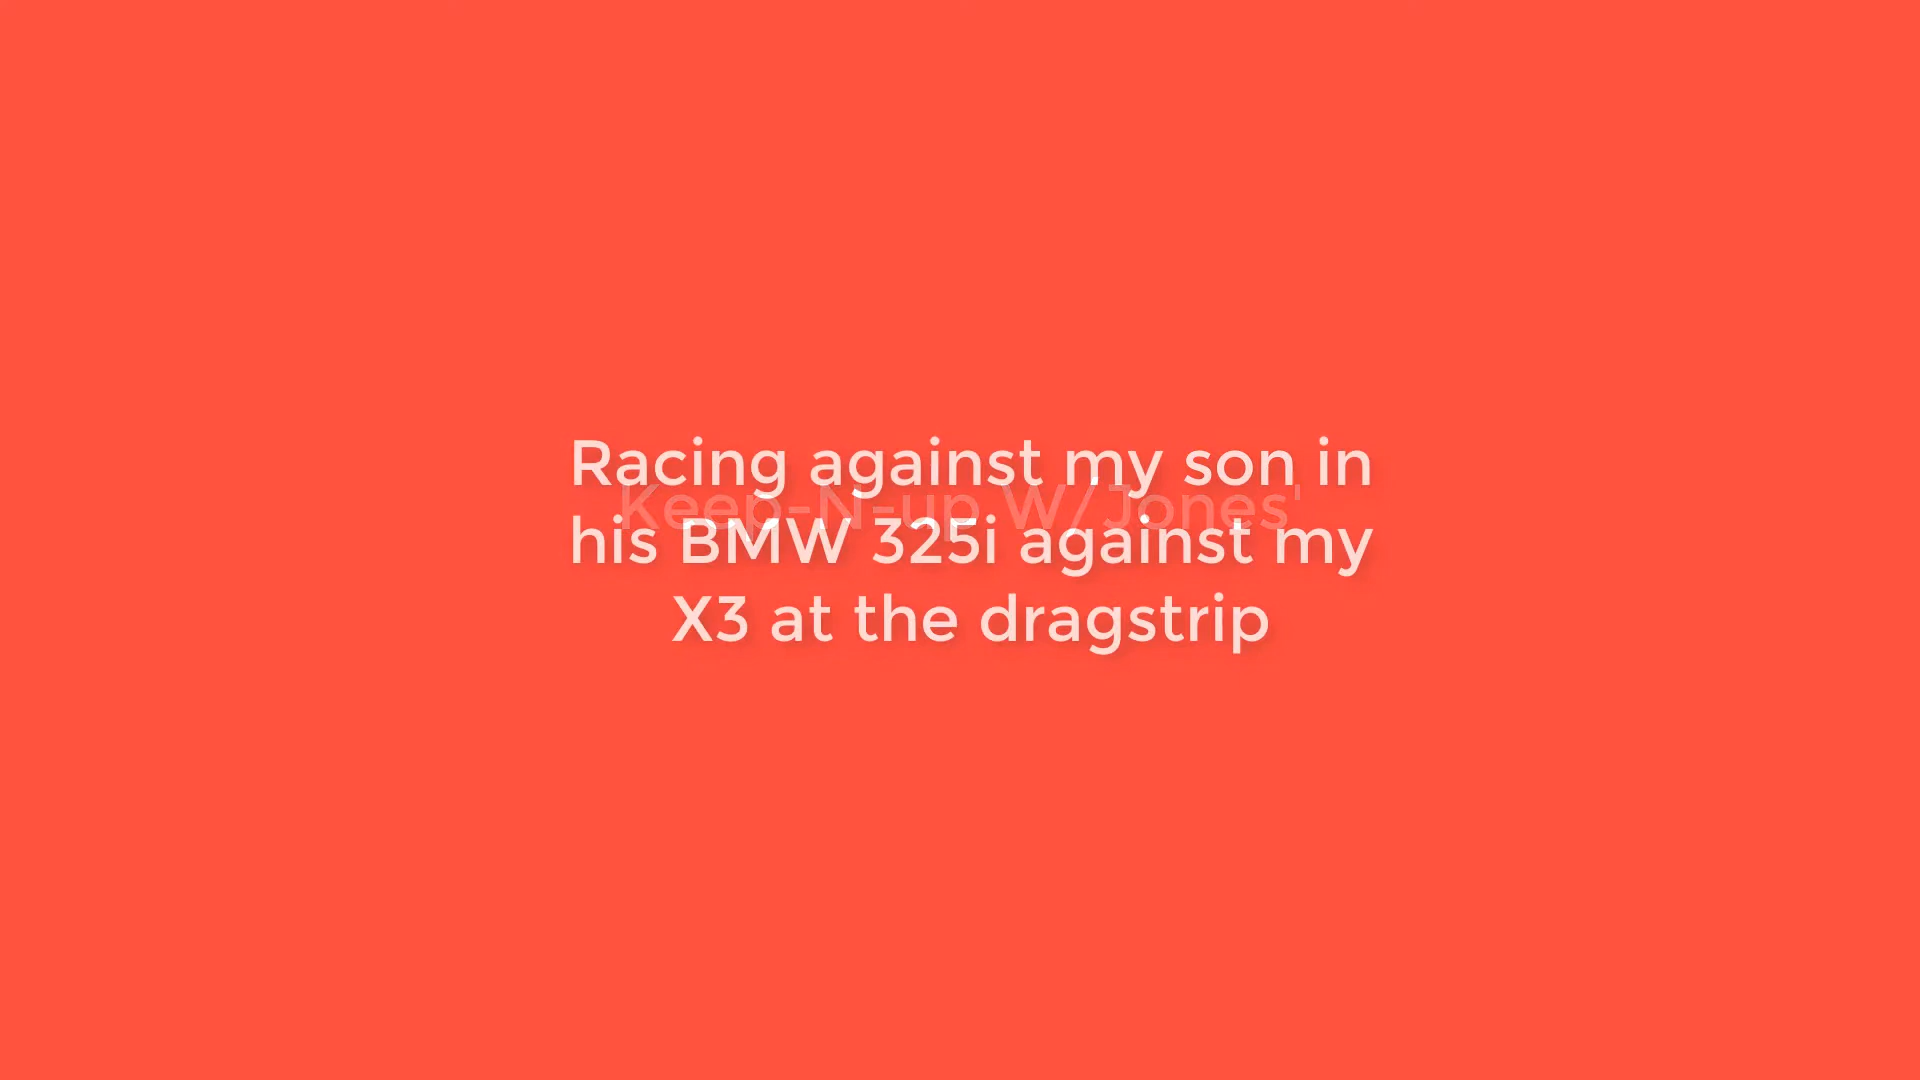 Racing against my son in
Keep-N-up W/Jones'
his BMW 325i against my
X3 at the dragstrip